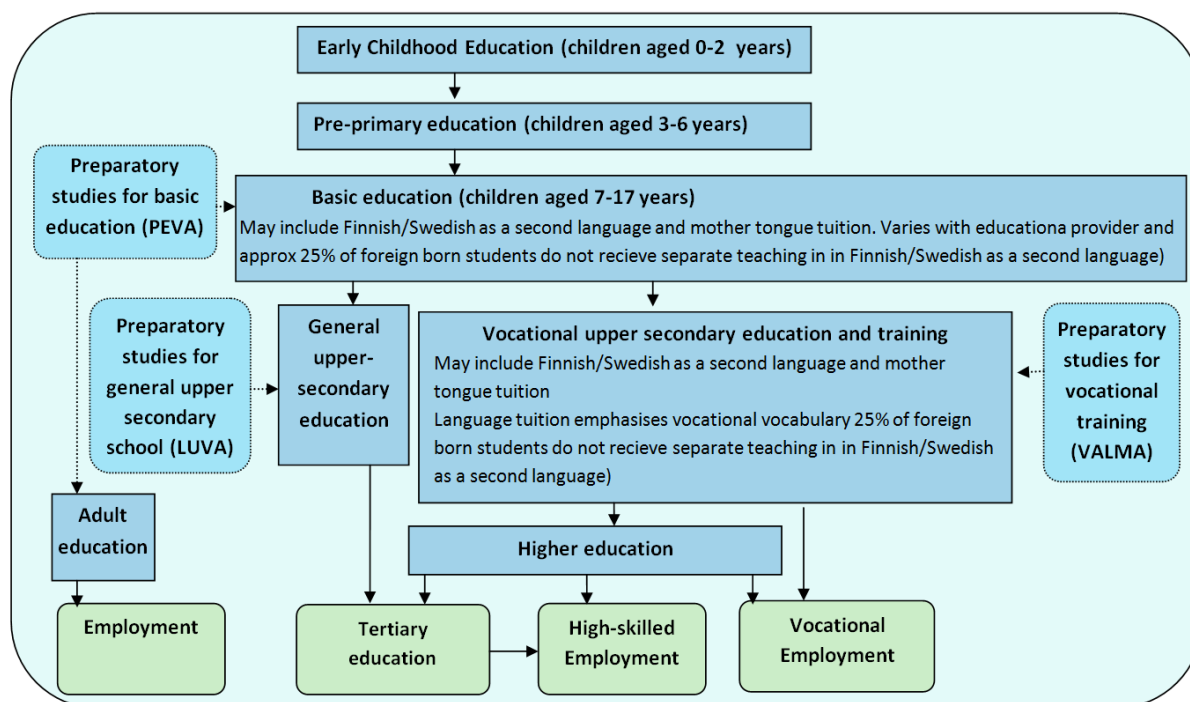 Early Childhood Education (children aged 0-2 years)
Pre-primary education (children aged 3-6 years)
Preparatory
studies for basic
education (PEVA)
Basic education (children aged 7-17 years)
May include Finnish/Swedish as a second language and mother tongue tuition. Varies with educationa provider and
approx 25% of foreign born students do not recieve separate teaching in in Finnish/Swedish as a second language)
Preparatory
studies for
general upper
secondary
school (LUVA)
General
upper-
secondary
education
Vocational upper secondary education and training
May include Finnish/Swedish as a second language and mother
tongue tuition
Language tuition emphasises vocational vocabulary 25% of foreign
born students do not recieve separate teaching in in Finnish/Swedish
as a second language)
Preparatory
studies for
vocational
training
(VALMA)
Adult
education
Higher education
Employment
Tertiary
education
High-skilled
Employment
Vocational
Employment